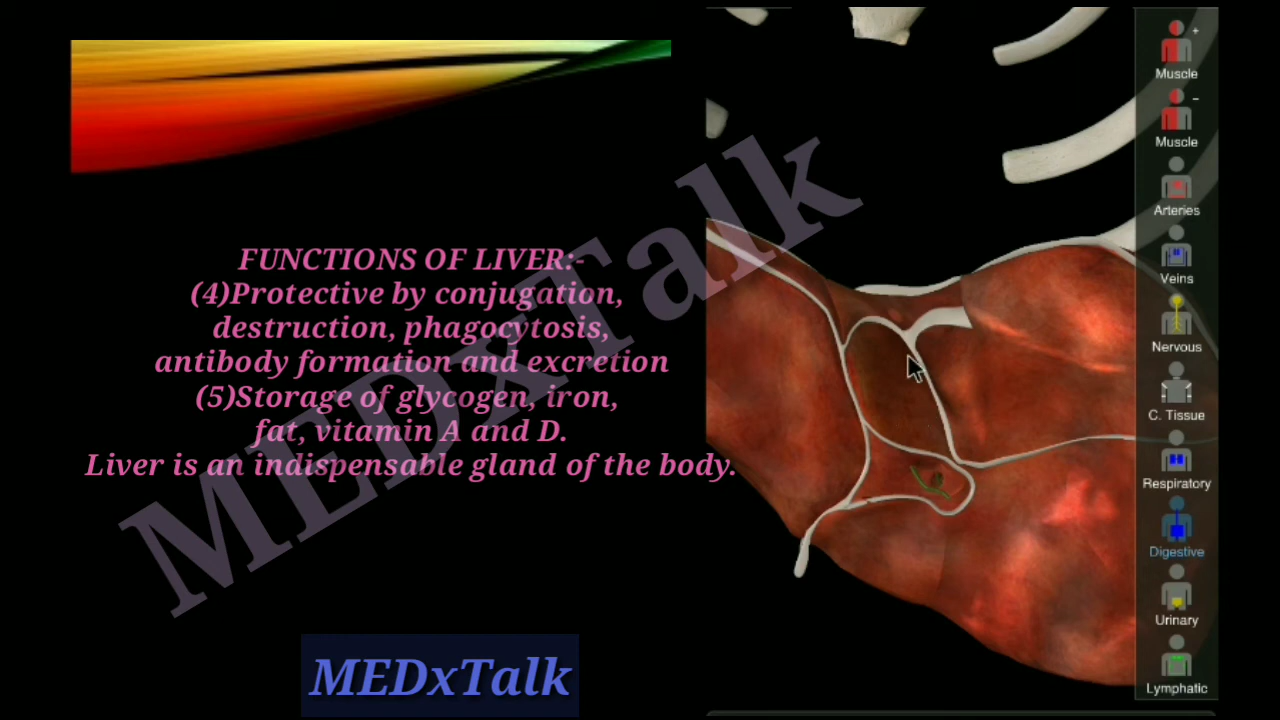 FUNCTIONS OF LIVER:-
(4)Protective by conjugation,
destruction, phagocytosis,
antibody formation and excretion
(5)Storage of glycogen, iron,
fat, vitamin A and D.
Liver is an indispensable gland of the body.
MEDxTalk
MEDxTalk
+
Muscle
-
Muscle
Arteries
Veins
Nervous
C. Tissue
Respiratory
Digestive
Urinary
Lymphatic